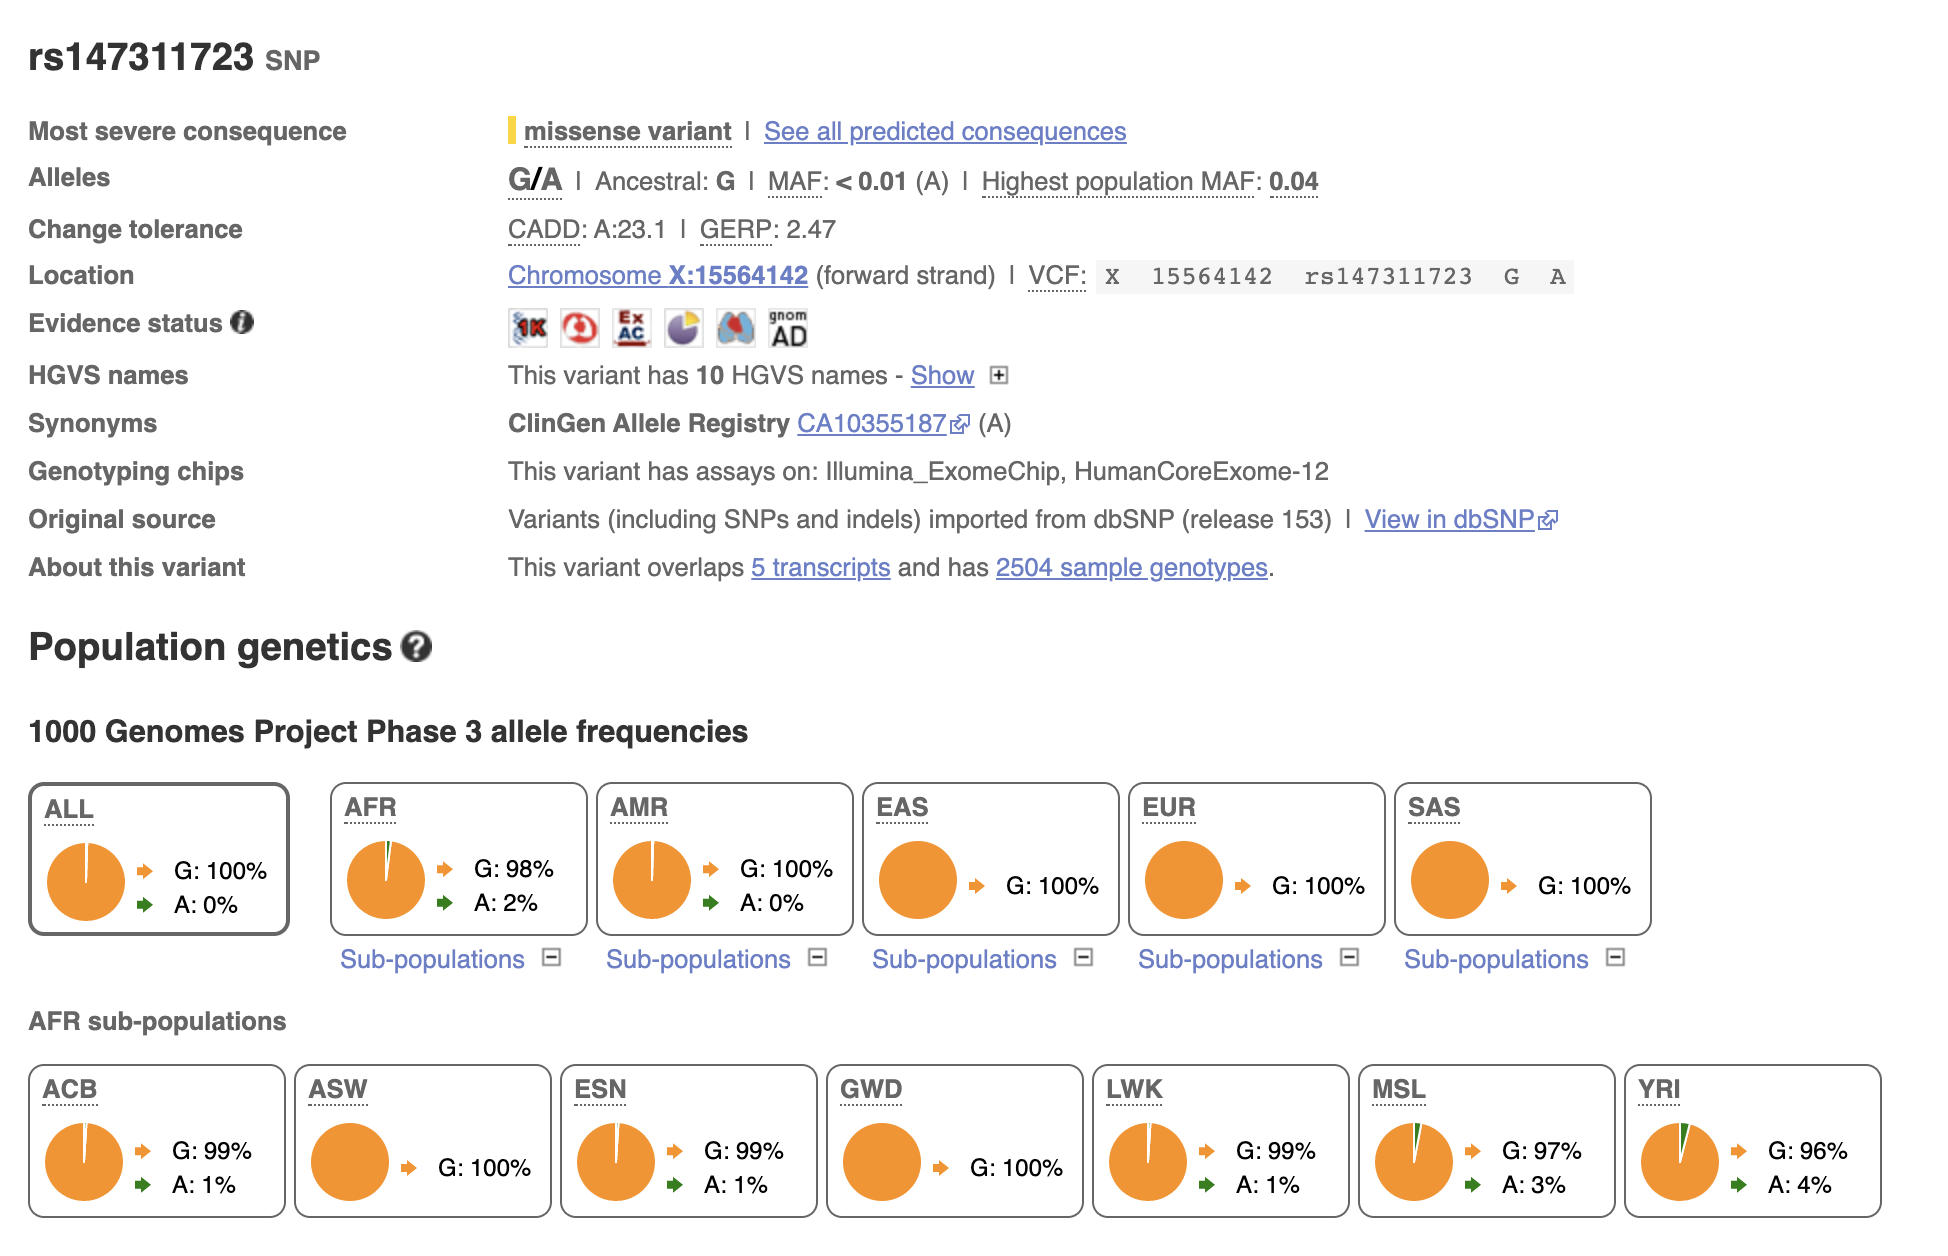 rs147311723 SNP
Most severe consequence missense variant | See all predicted consequences
Alleles G/A | Ancestral: G | MAF: < 0.01 (A) | Highest population MAF: 0.04
Change tolerance CADD: A:23.1 | GERP: 2.47
Location Chromosome X:15564142 (forward strand) | VCF: X 15564142 rs147311723 G A
Evidence status i 1K Ex AC gnom AD
HGVS names This variant has 10 HGVS names - Show
Synonyms ClinGen Allele Registry CA10355187 (A)
Genotyping chips This variant has assays on: Illumina_ExomeChip, HumanCoreExome-12
Original source Variants (including SNPs and indels) imported from dbSNP (release 153) | View in dbSNP
About this variant This variant overlaps 5 transcripts and has 2504 sample genotypes.
Population genetics ?
1000 Genomes Project Phase 3 allele frequencies
ALL
G: 100%
A: 0%
AFR
G: 98%
A: 2%
Sub-populations
AMR
G: 100%
A: 0%
Sub-populations
EAS
G: 100%
Sub-populations
EUR
G: 100%
Sub-populations
SAS
G: 100%
Sub-populations
AFR sub-populations
ACB
G: 99%
A: 1%
ASW
G: 100%
ESN
G: 99%
A: 1%
GWD
G: 100%
LWK
G: 99%
A: 1%
MSL
G: 97%
A: 3%
YRI
G: 96%
A: 4%